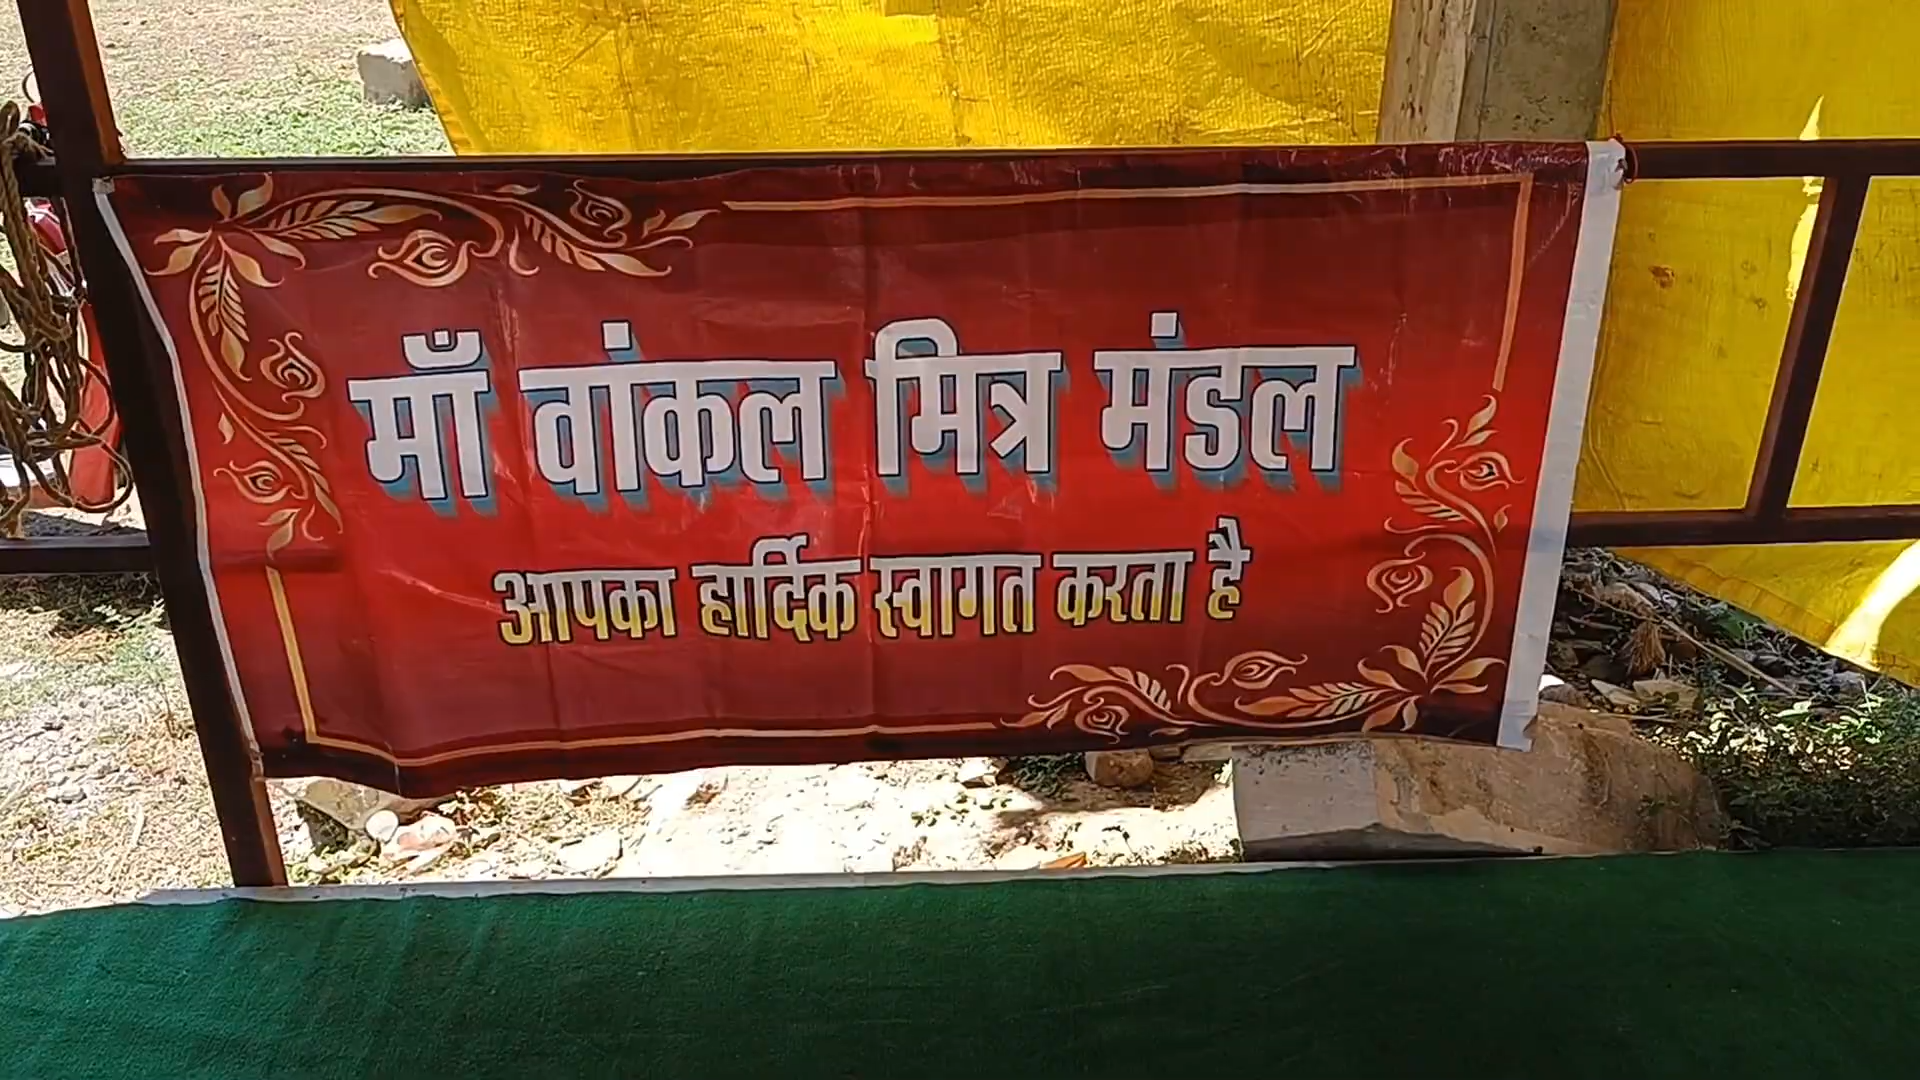 माँ वांकल मित्र मंडल
आपका हार्दिक स्वागत करता है